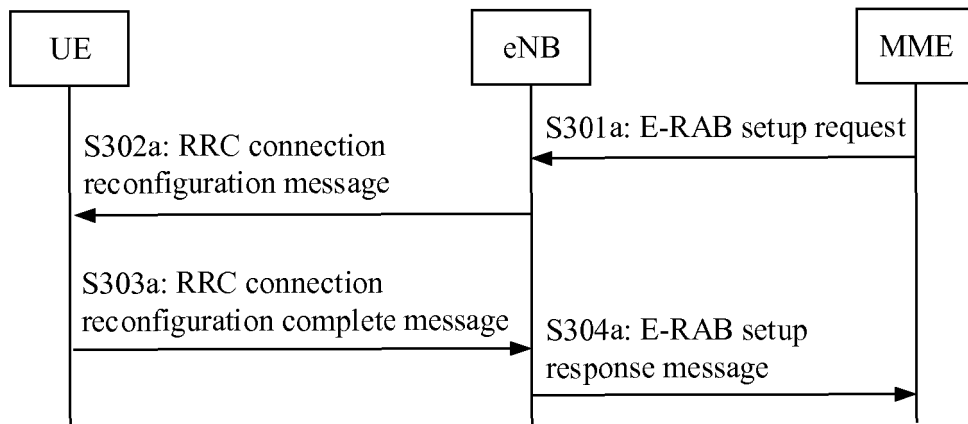 UE
eNB
MME
S301a: E-RAB setup request
S302a: RRC connection
reconfiguration message
S303a: RRC connection
reconfiguration complete message
S304a: E-RAB setup
response message